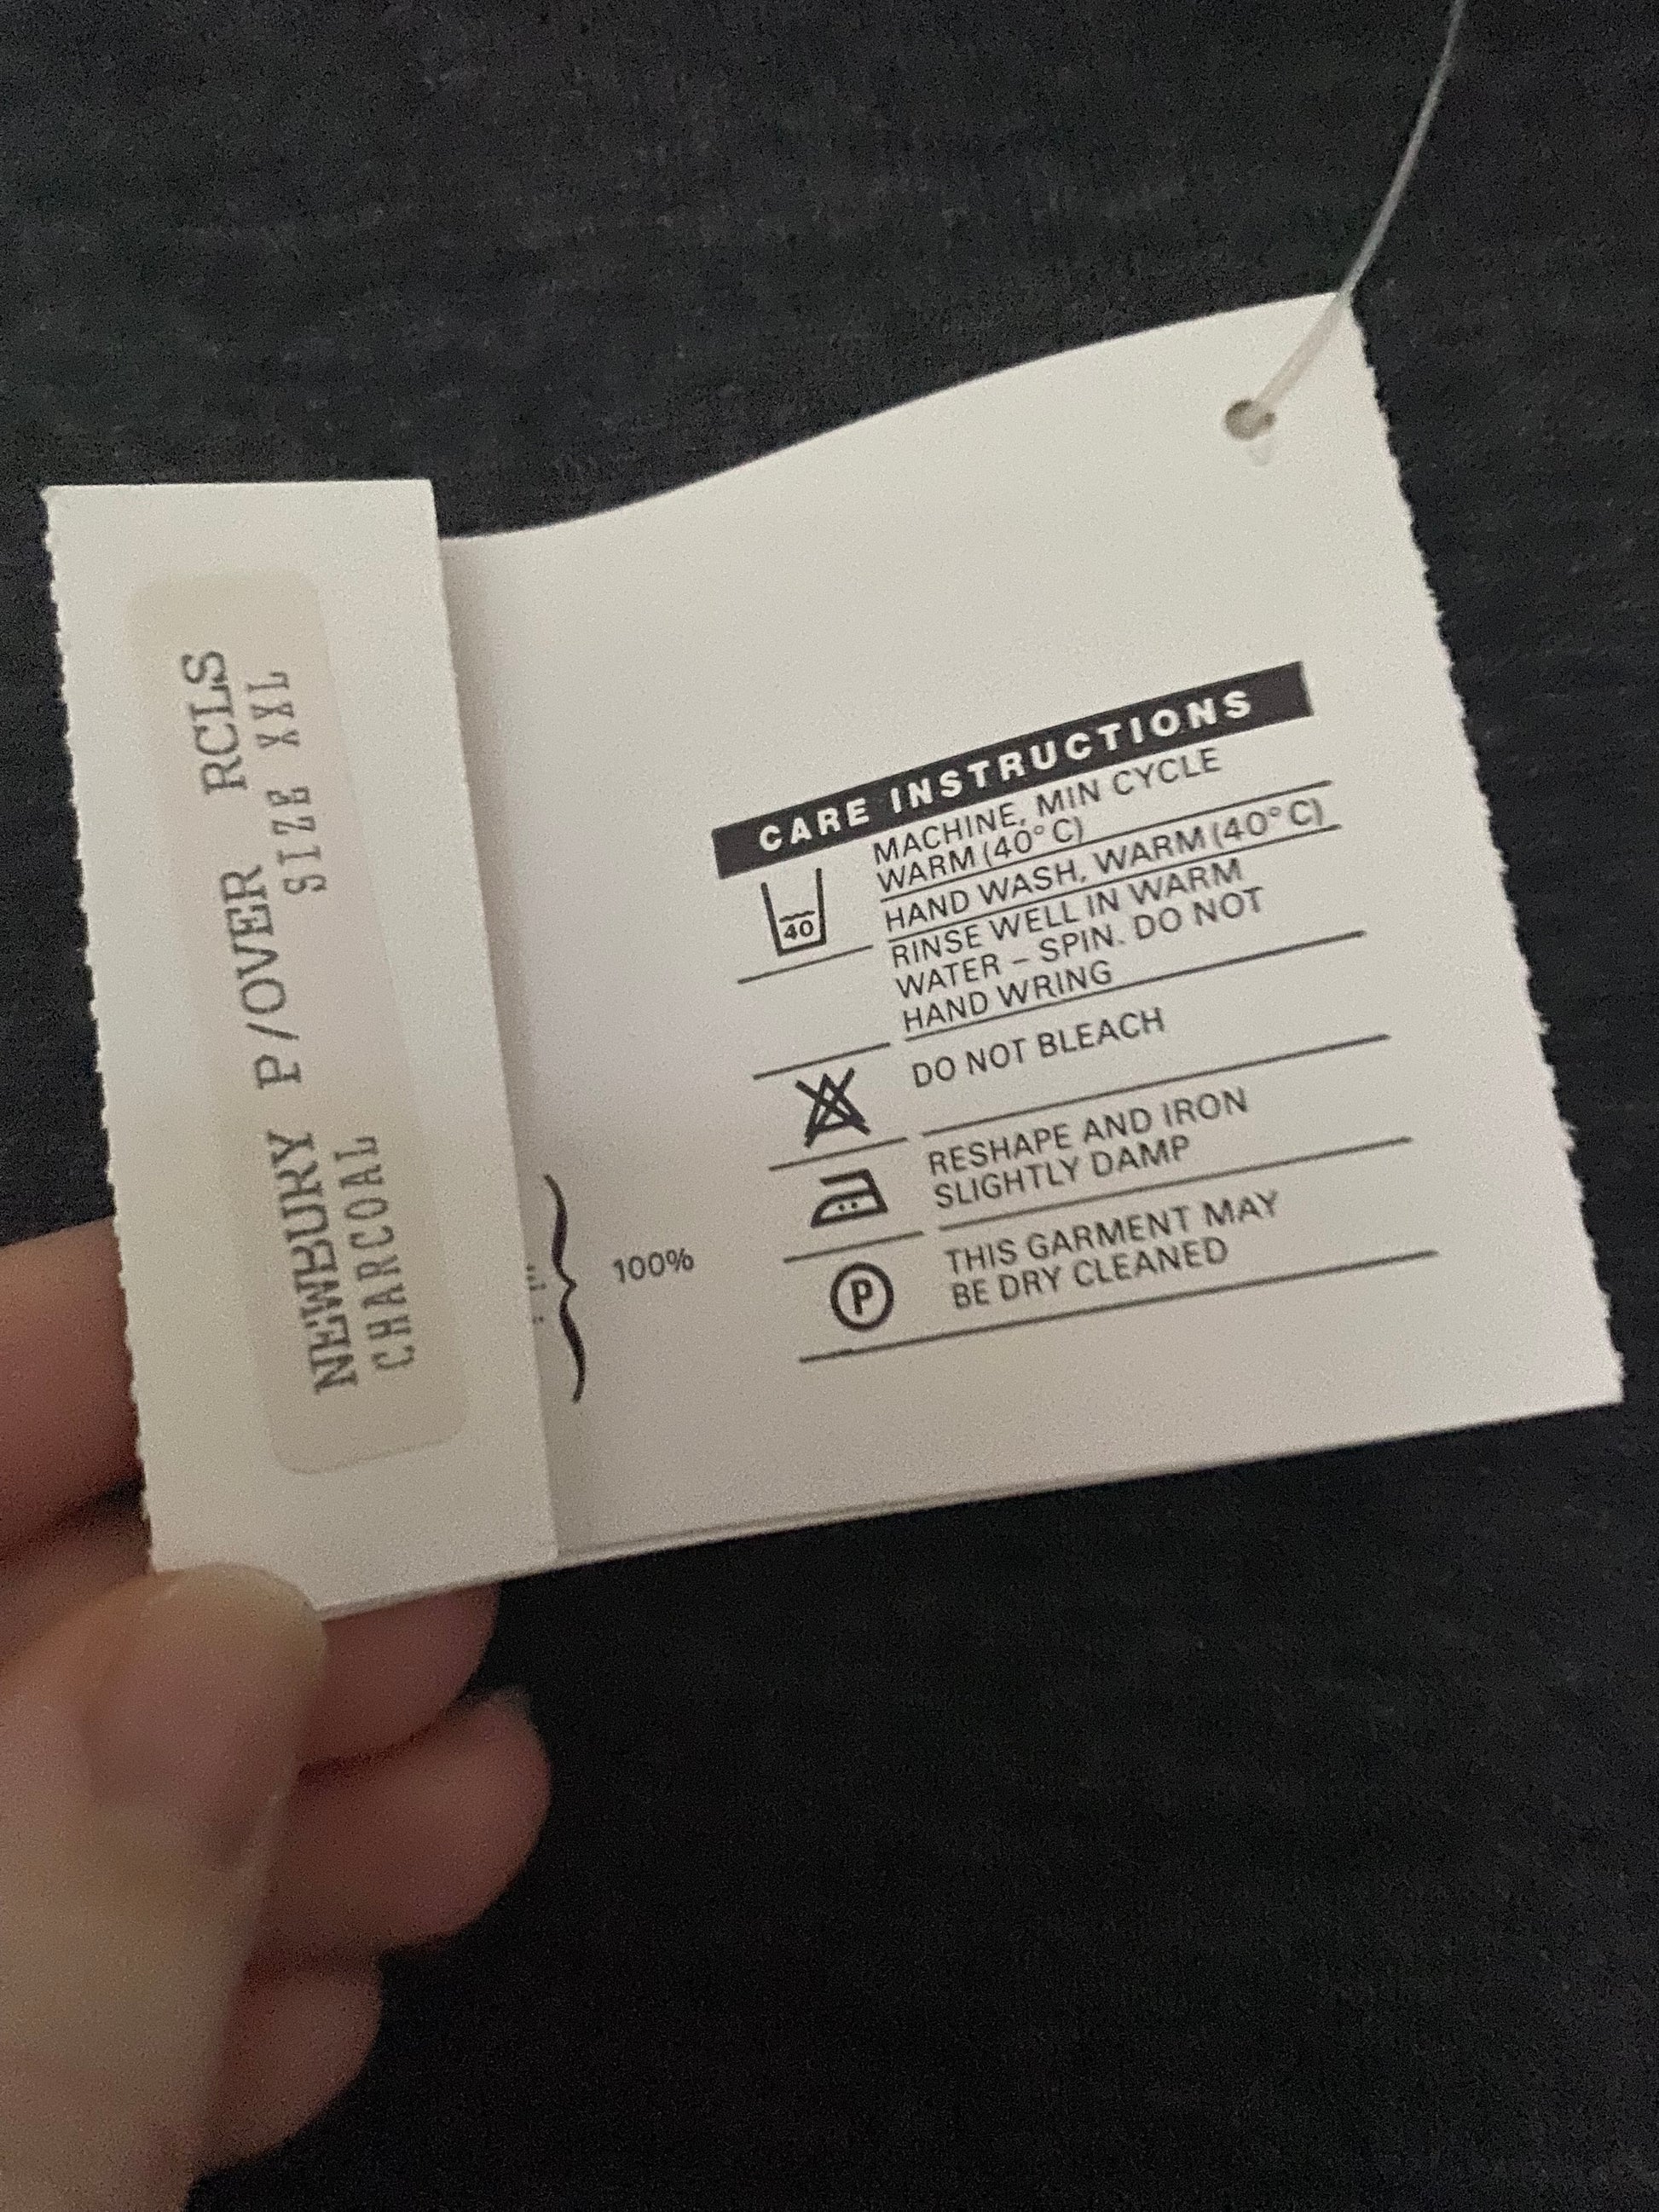 NEWBURY P/OVER RCLS
CHARCOAL SIZE XXL
100%
CARE INSTRUCTIONS
MACHINE, MIN CYCLE
WARM (40°C)
40
HAND WASH, WARM (40°C)
RINSE WELL IN WARM
WATER – SPIN. DO NOT
HAND WRING
DO NOT BLEACH
RESHAPE AND IRON
SLIGHTLY DAMP
P
THIS GARMENT MAY
BE DRY CLEANED